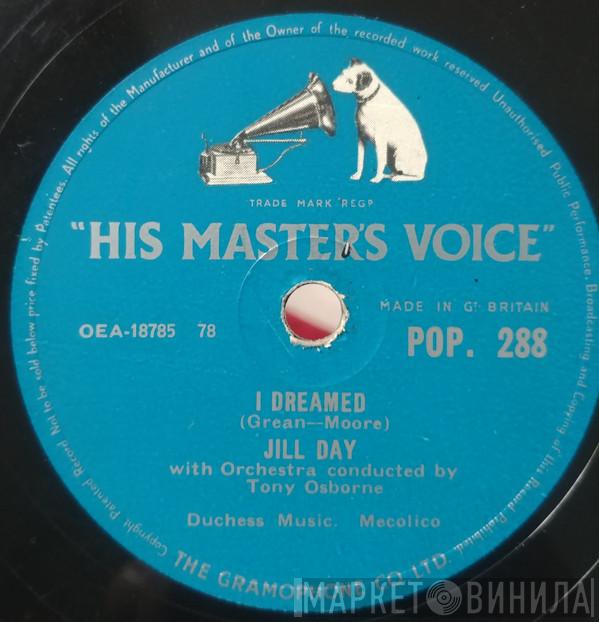 Copyright Patented Record Not to be sold below price fixed by Patentees. All rights of the Manufacturer and of the Owner of the recorded work reserved Unauthorised Public Performance, Broadcasting and Copying of this Record Prohibited.
TRADE MARK REGD
"HIS MASTER'S VOICE"
MADE IN GT BRITAIN
OEA-18785 78
POP. 288
I DREAMED
(Grean—Moore)
JILL DAY
with Orchestra conducted by
Tony Osborne
Duchess Music. Mecolico
THE GRAMOPHONE CO. LTD.
МАРКЕТ ВИНИЛА